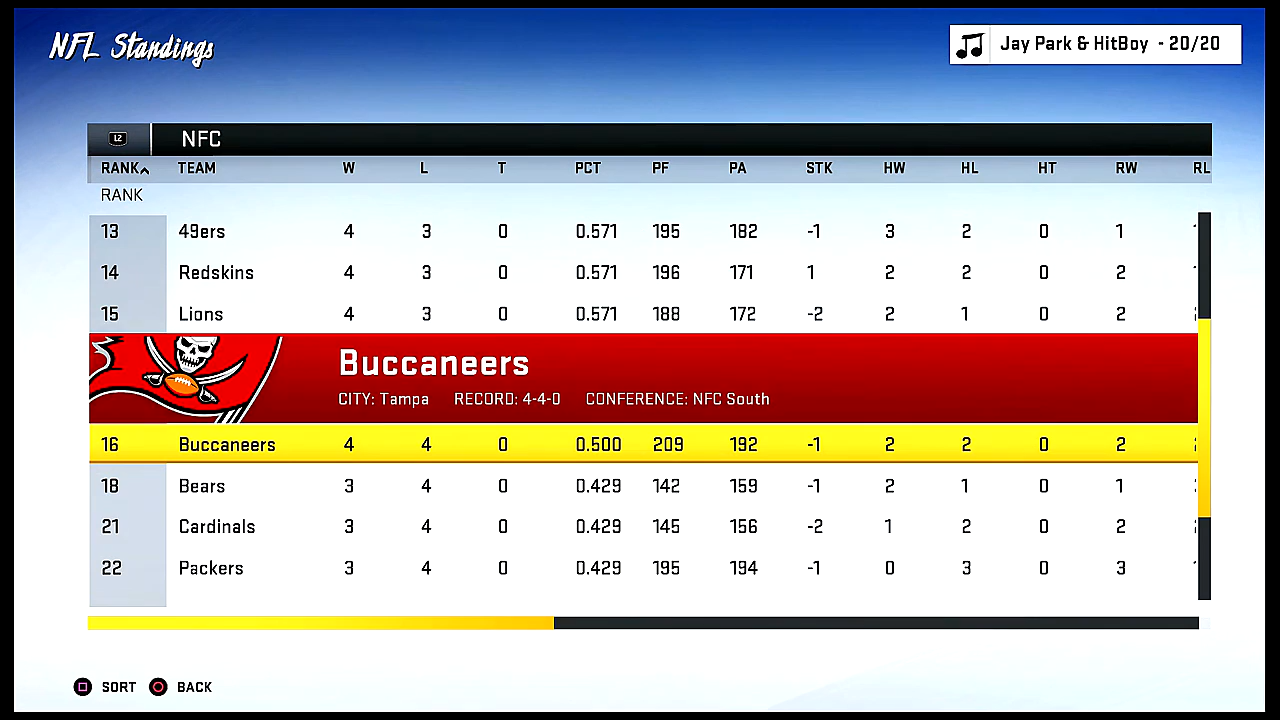 NFL Standings
Jay Park & HitBoy - 20/20
L2 NFC
RANK TEAM W L T PCT PF PA STK HW HL HT RW RL
RANK
13 49ers 4 3 0 0.571 195 182 -1 3 2 0 1
14 Redskins 4 3 0 0.571 196 171 1 2 2 0 2
15 Lions 4 3 0 0.571 188 172 -2 2 1 0 2
Buccaneers
CITY: Tampa RECORD: 4-4-0 CONFERENCE: NFC South
16 Buccaneers 4 4 0 0.500 209 192 -1 2 2 0 2
18 Bears 3 4 0 0.429 142 159 -1 2 1 0 1
21 Cardinals 3 4 0 0.429 145 156 -2 1 2 0 2
22 Packers 3 4 0 0.429 195 194 -1 0 3 0 3
SORT BACK